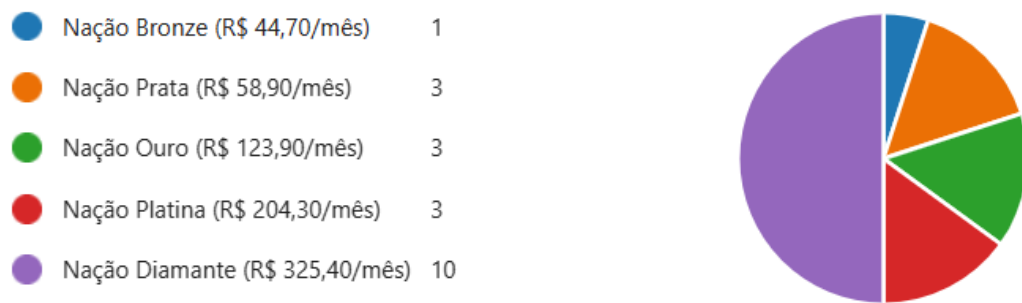 Nação Bronze (R$ 44,70/mês) 1
Nação Prata (R$ 58,90/mês) 3
Nação Ouro (R$ 123,90/mês) 3
Nação Platina (R$ 204,30/mês) 3
Nação Diamante (R$ 325,40/mês) 10